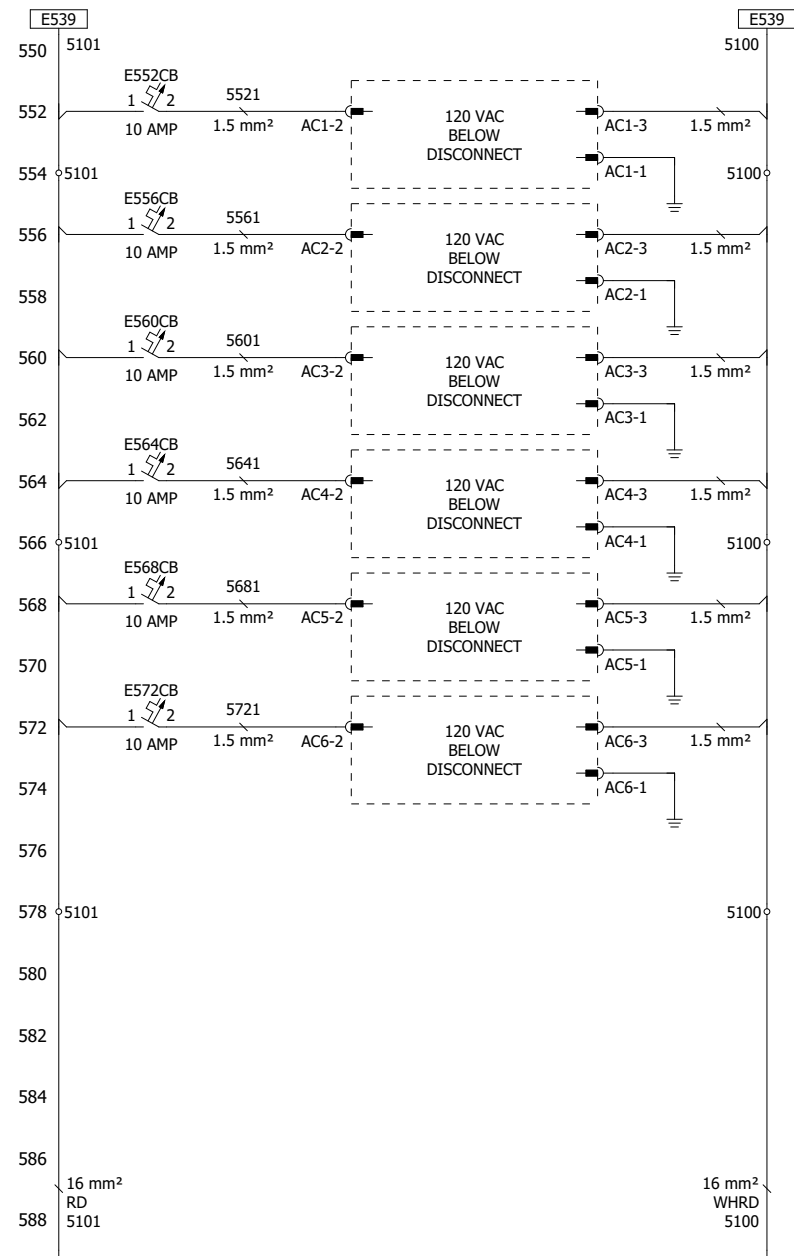 E539 E539
550 5101 5100
E552CB
1 2 5521
552 10 AMP 1.5 mm² AC1-2 120 VAC AC1-3 1.5 mm²
BELOW
DISCONNECT
AC1-1
554 5101 5100
E556CB
1 2 5561
556 10 AMP 1.5 mm² AC2-2 120 VAC AC2-3 1.5 mm²
BELOW
DISCONNECT
558 AC2-1
E560CB
1 2 5601
560 10 AMP 1.5 mm² AC3-2 120 VAC AC3-3 1.5 mm²
BELOW
DISCONNECT
562 AC3-1
E564CB
1 2 5641
564 10 AMP 1.5 mm² AC4-2 120 VAC AC4-3 1.5 mm²
BELOW
DISCONNECT
AC4-1
566 5101 5100
E568CB
1 2 5681
568 10 AMP 1.5 mm² AC5-2 120 VAC AC5-3 1.5 mm²
BELOW
DISCONNECT
570 AC5-1
E572CB
1 2 5721
572 10 AMP 1.5 mm² AC6-2 120 VAC AC6-3 1.5 mm²
BELOW
DISCONNECT
574 AC6-1
576
578 5101 5100
580
582
584
586
16 mm² 16 mm²
RD WHRD
588 5101 5100